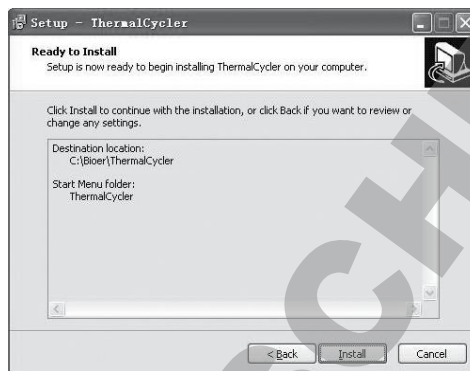 Setup - ThermalCycler
Ready to Install
Setup is now ready to begin installing ThermalCycler on your computer.
Click Install to continue with the installation, or click Back if you want to review or
change any settings.
Destination location:
C:\Bioer\ThermalCycler
Start Menu folder:
ThermalCycler
< Back
Install
Cancel